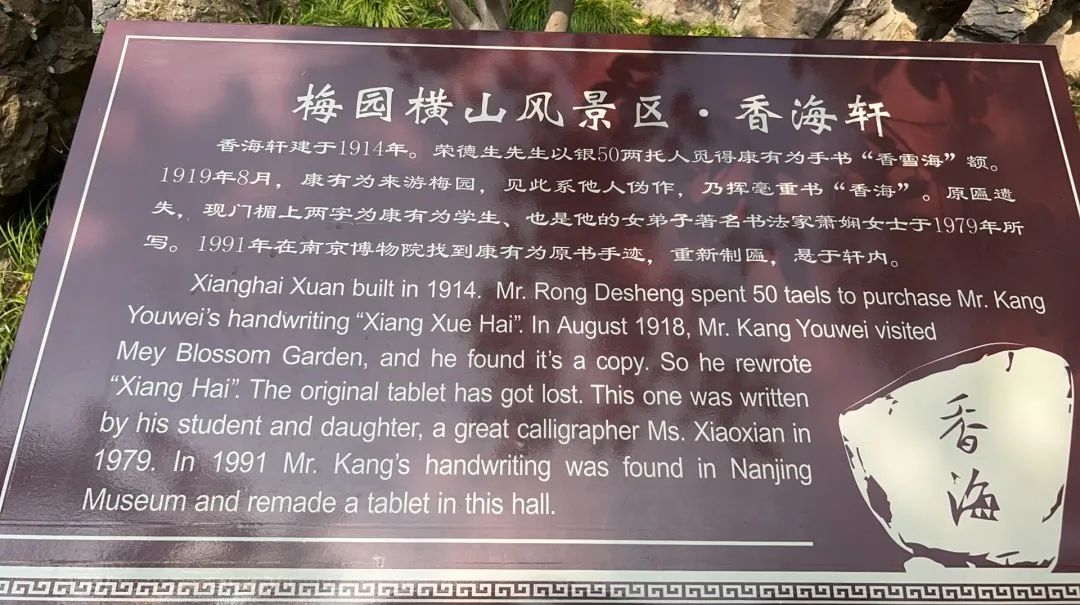 梅园横山风景区·香海轩
香海轩建于1914年。荣德生先生以银50两托人觅得康有为手书“香雪海”额。
1919年8月，康有为来游梅园，见此系他人伪作，乃挥毫重书“香海”。原匾遗
失，现门楣上两字为康有为学生、也是他的女弟子著名书法家萧娴女士于1979年所
写。1991年在南京博物院找到康有为原书手迹，重新制匾，悬于轩内。
Xianghai Xuan built in 1914. Mr. Rong Desheng spent 50 taels to purchase Mr. Kang
Youwei's handwriting “Xiang Xue Hai”. In August 1918, Mr. Kang Youwei visited
Mey Blossom Garden, and he found it's a copy. So he rewrote
“Xiang Hai”. The original tablet has got lost. This one was written
by his student and daughter, a great calligrapher Ms. Xiaoxian in
1979. In 1991 Mr. Kang's handwriting was found in Nanjing
Museum and remade a tablet in this hall.
香
海